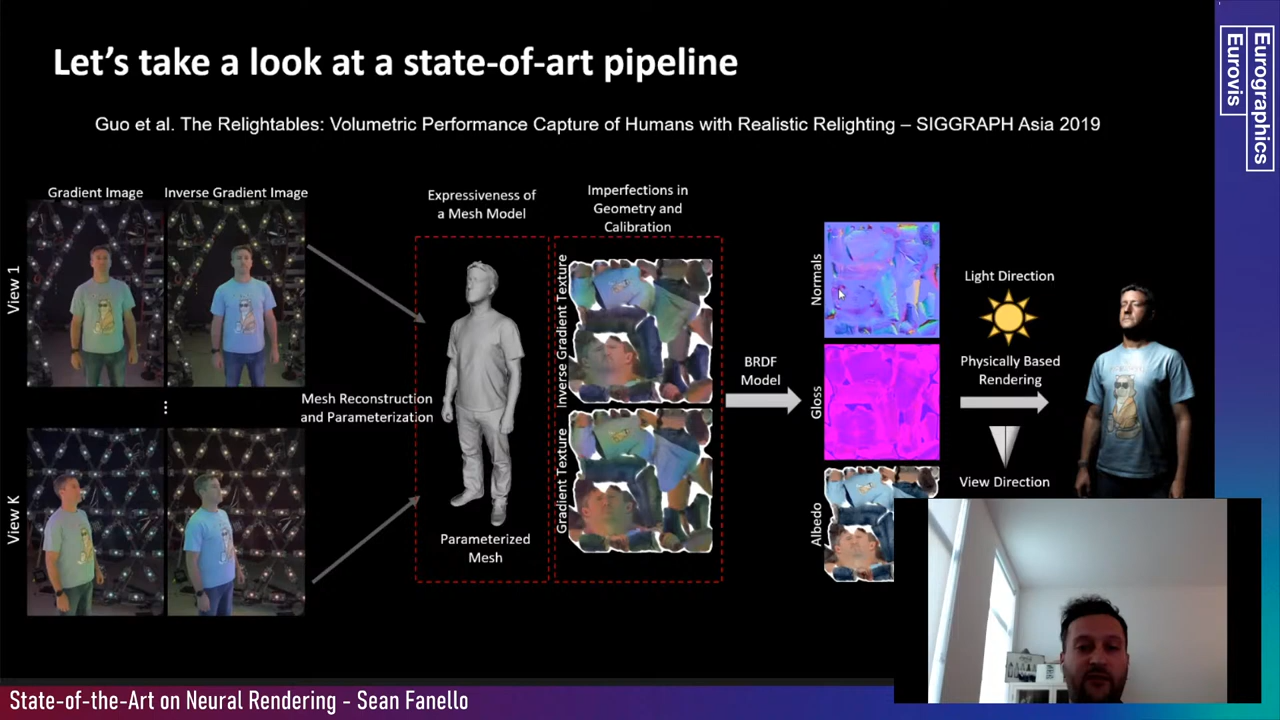 Let's take a look at a state-of-art pipeline
Eurographics
Eurovis
Guo et al. The Relightables: Volumetric Performance Capture of Humans with Realistic Relighting – SIGGRAPH Asia 2019
Gradient Image
Inverse Gradient Image
View 1
View K
Mesh Reconstruction
and Parameterization
Expressiveness of
a Mesh Model
Parameterized
Mesh
Imperfections in
Geometry and
Calibration
Inverse Gradient Texture
Gradient Texture
BRDF
Model
Normals
Gloss
Albedo
Light Direction
Physically Based
Rendering
View Direction
State-of-the-Art on Neural Rendering – Sean Fanello